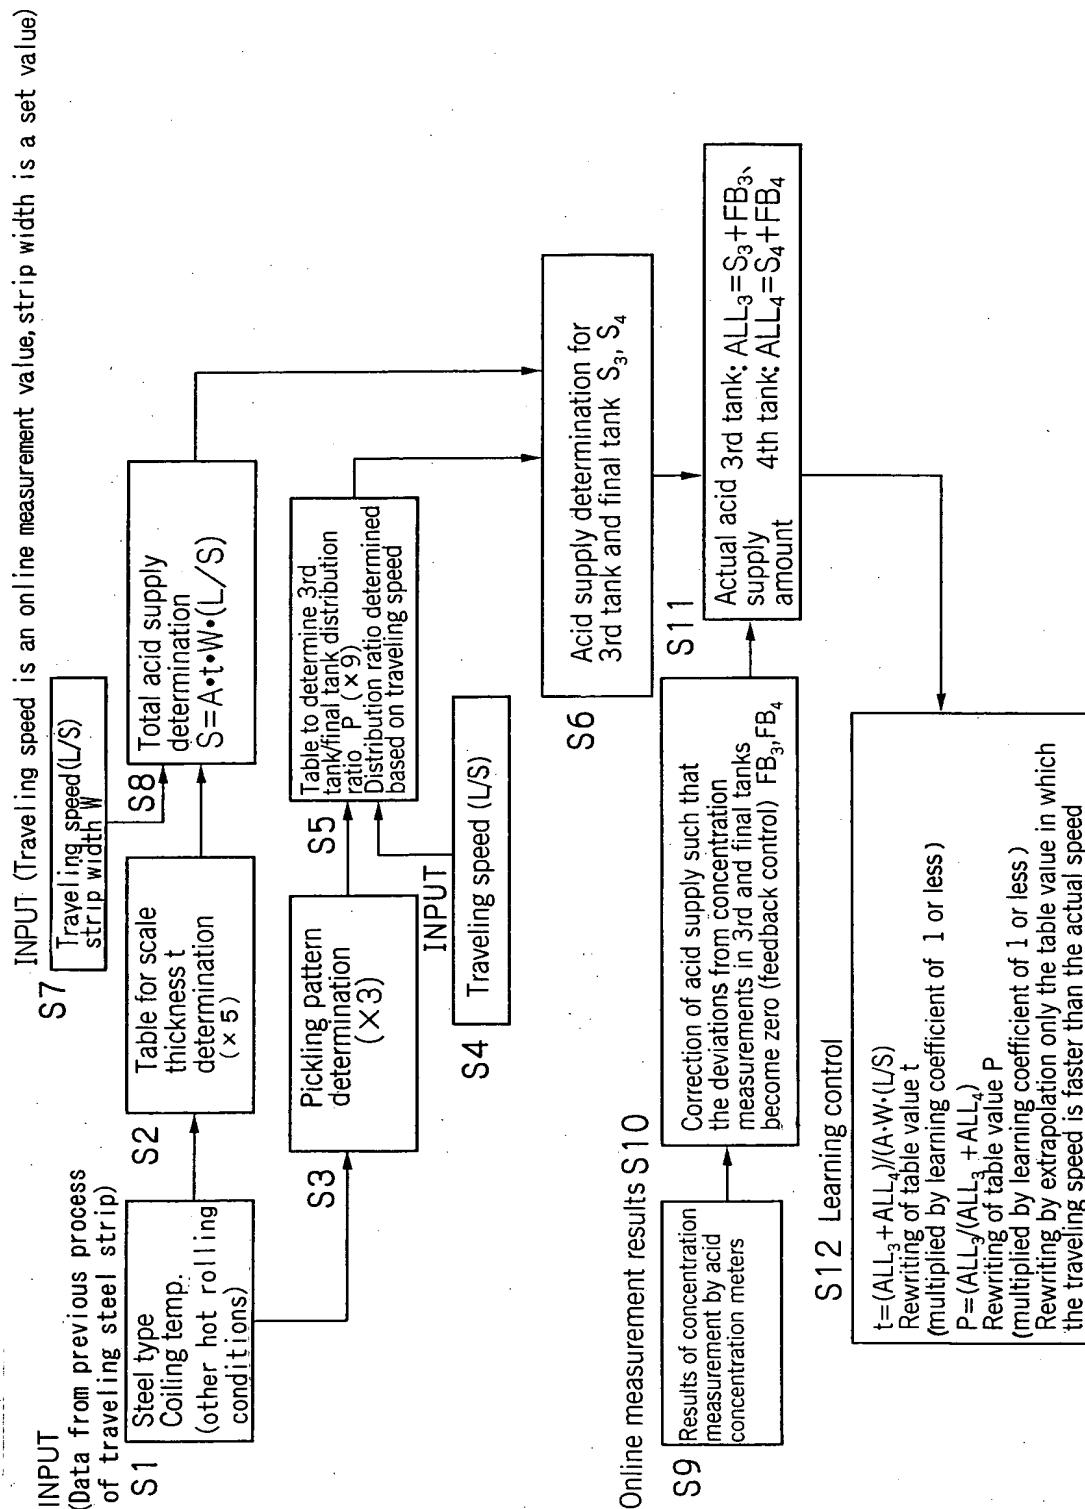 INPUT
(Data from previous process
of traveling steel strip)
S1
Steel type
Coiling temp.
(other hot rolling
conditions)
S2
Table for scale
thickness t
determination
(×5)
INPUT (Traveling speed is an online measurement value, strip width is a set value)
S7
Traveling speed(L/S)
strip width W
S8
Total acid supply
determination
S=A•t•W•(L/S)
S3
Pickling pattern
determination
(×3)
INPUT
S4
Traveling speed (L/S)
S5
Table to determine 3rd
tank/final tank distribution
ratio P (×9)
Distribution ratio determined
based on traveling speed
S6
Acid supply determination for
3rd tank and final tank S₃, S₄
Online measurement results
S9
Results of concentration
measurement by acid
concentration meters
S10
Correction of acid supply such that
the deviations from concentration
measurements in 3rd and final tanks
become zero (feedback control) FB₃,FB₄
S11
Actual acid 3rd tank: ALL₃=S₃+FB₃、
supply 4th tank: ALL₄=S₄+FB₄
amount
S12 Learning control
t=(ALL₃+ALL₄)/(A•W•(L/S)
Rewriting of table value t
(multiplied by learning coefficient of 1 or less)
P=(ALL₃/(ALL₃+ALL₄)
Rewriting of table value P
(multiplied by learning coefficient of 1 or less)
Rewriting by extrapolation only the table value in which
the traveling speed is faster than the actual speed